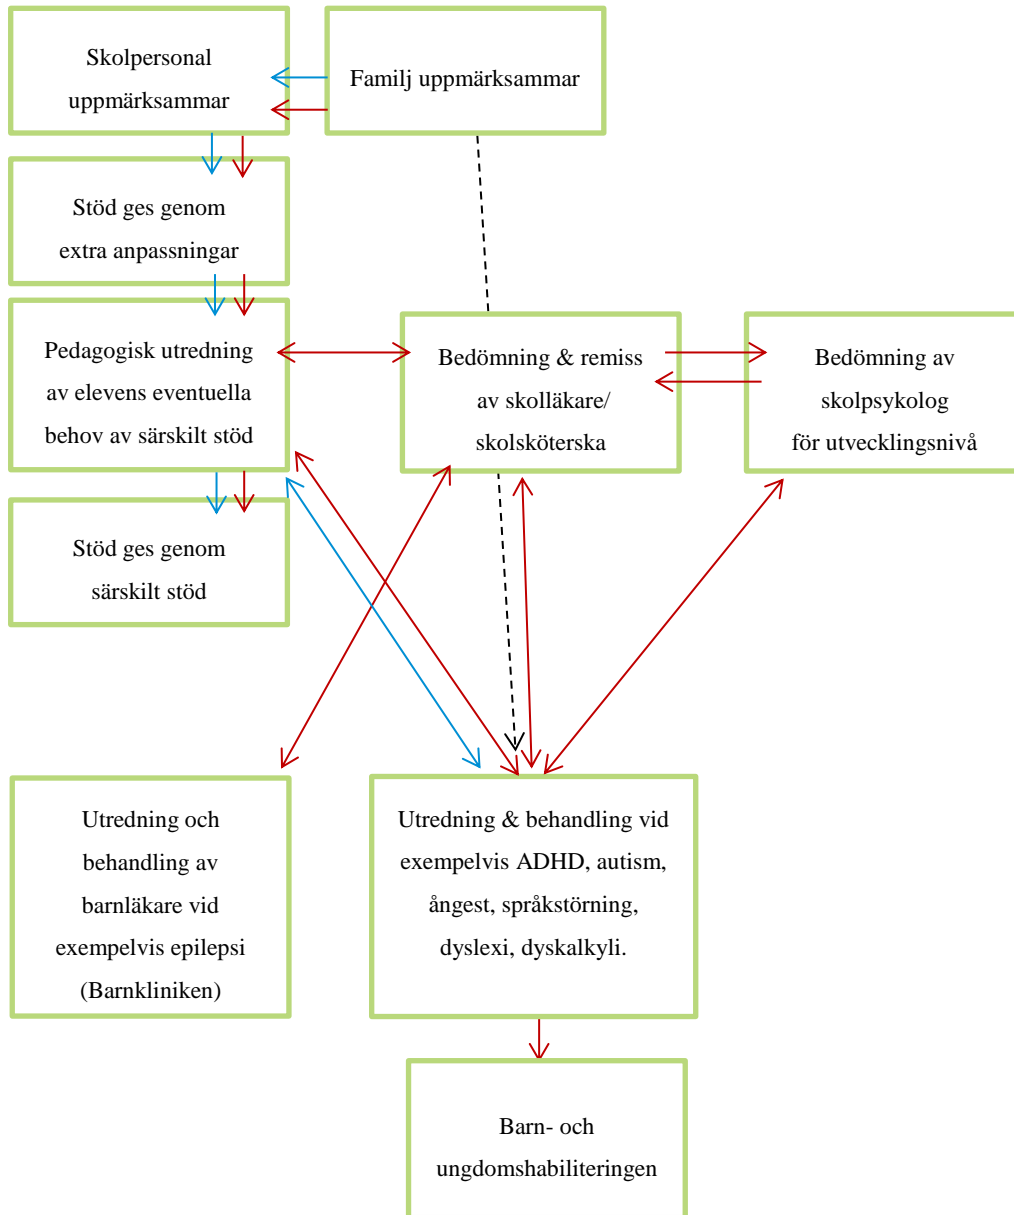 Skolpersonal
uppmärksammar
Familj uppmärksammar
Stöd ges genom
extra anpassningar
Pedagogisk utredning
av elevens eventuella
behov av särskilt stöd
Bedömning & remiss
av skolläkare/
skolsköterska
Bedömning av
skolpsykolog
för utvecklingsnivå
Stöd ges genom
särskilt stöd
Utredning och
behandling av
barnläkare vid
exempelvis epilepsi
(Barnkliniken)
Utredning & behandling vid
exempelvis ADHD, autism,
ångest, språkstörning,
dyslexi, dyskalkyli.
Barn- och
ungdomshabiliteringen